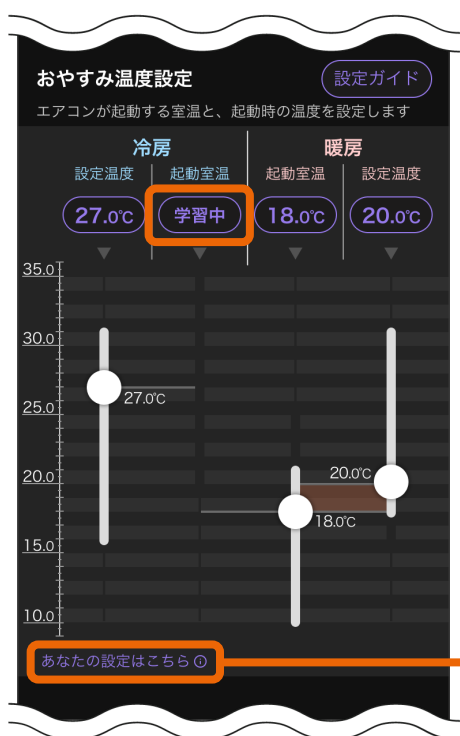 おやすみ温度設定
設定ガイド
エアコンが起動する室温と、起動時の温度を設定します
冷房
暖房
設定温度
起動室温
起動室温
設定温度
27.0℃
学習中
18.0℃
20.0℃
35.0
30.0
27.0℃
25.0
20.0
20.0℃
18.0℃
15.0
10.0
あなたの設定はこちら